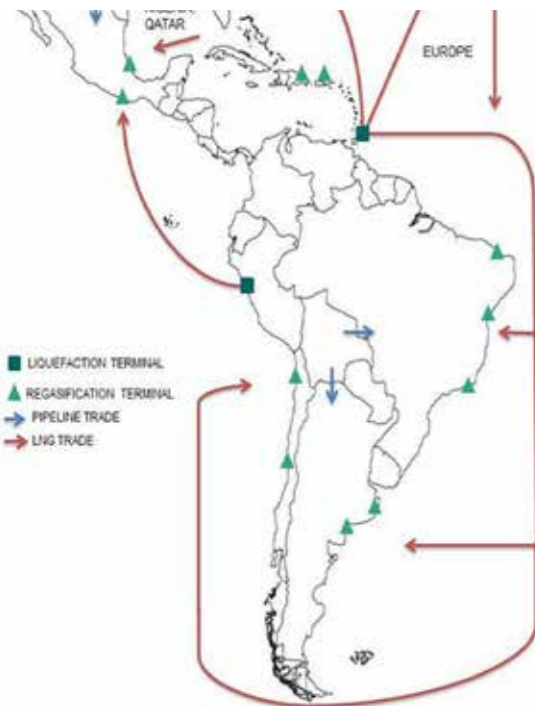 QATAR
EUROPE
LIQUEFACTION TERMINAL
REGASIFICATION TERMINAL
PIPELINE TRADE
LNG TRADE